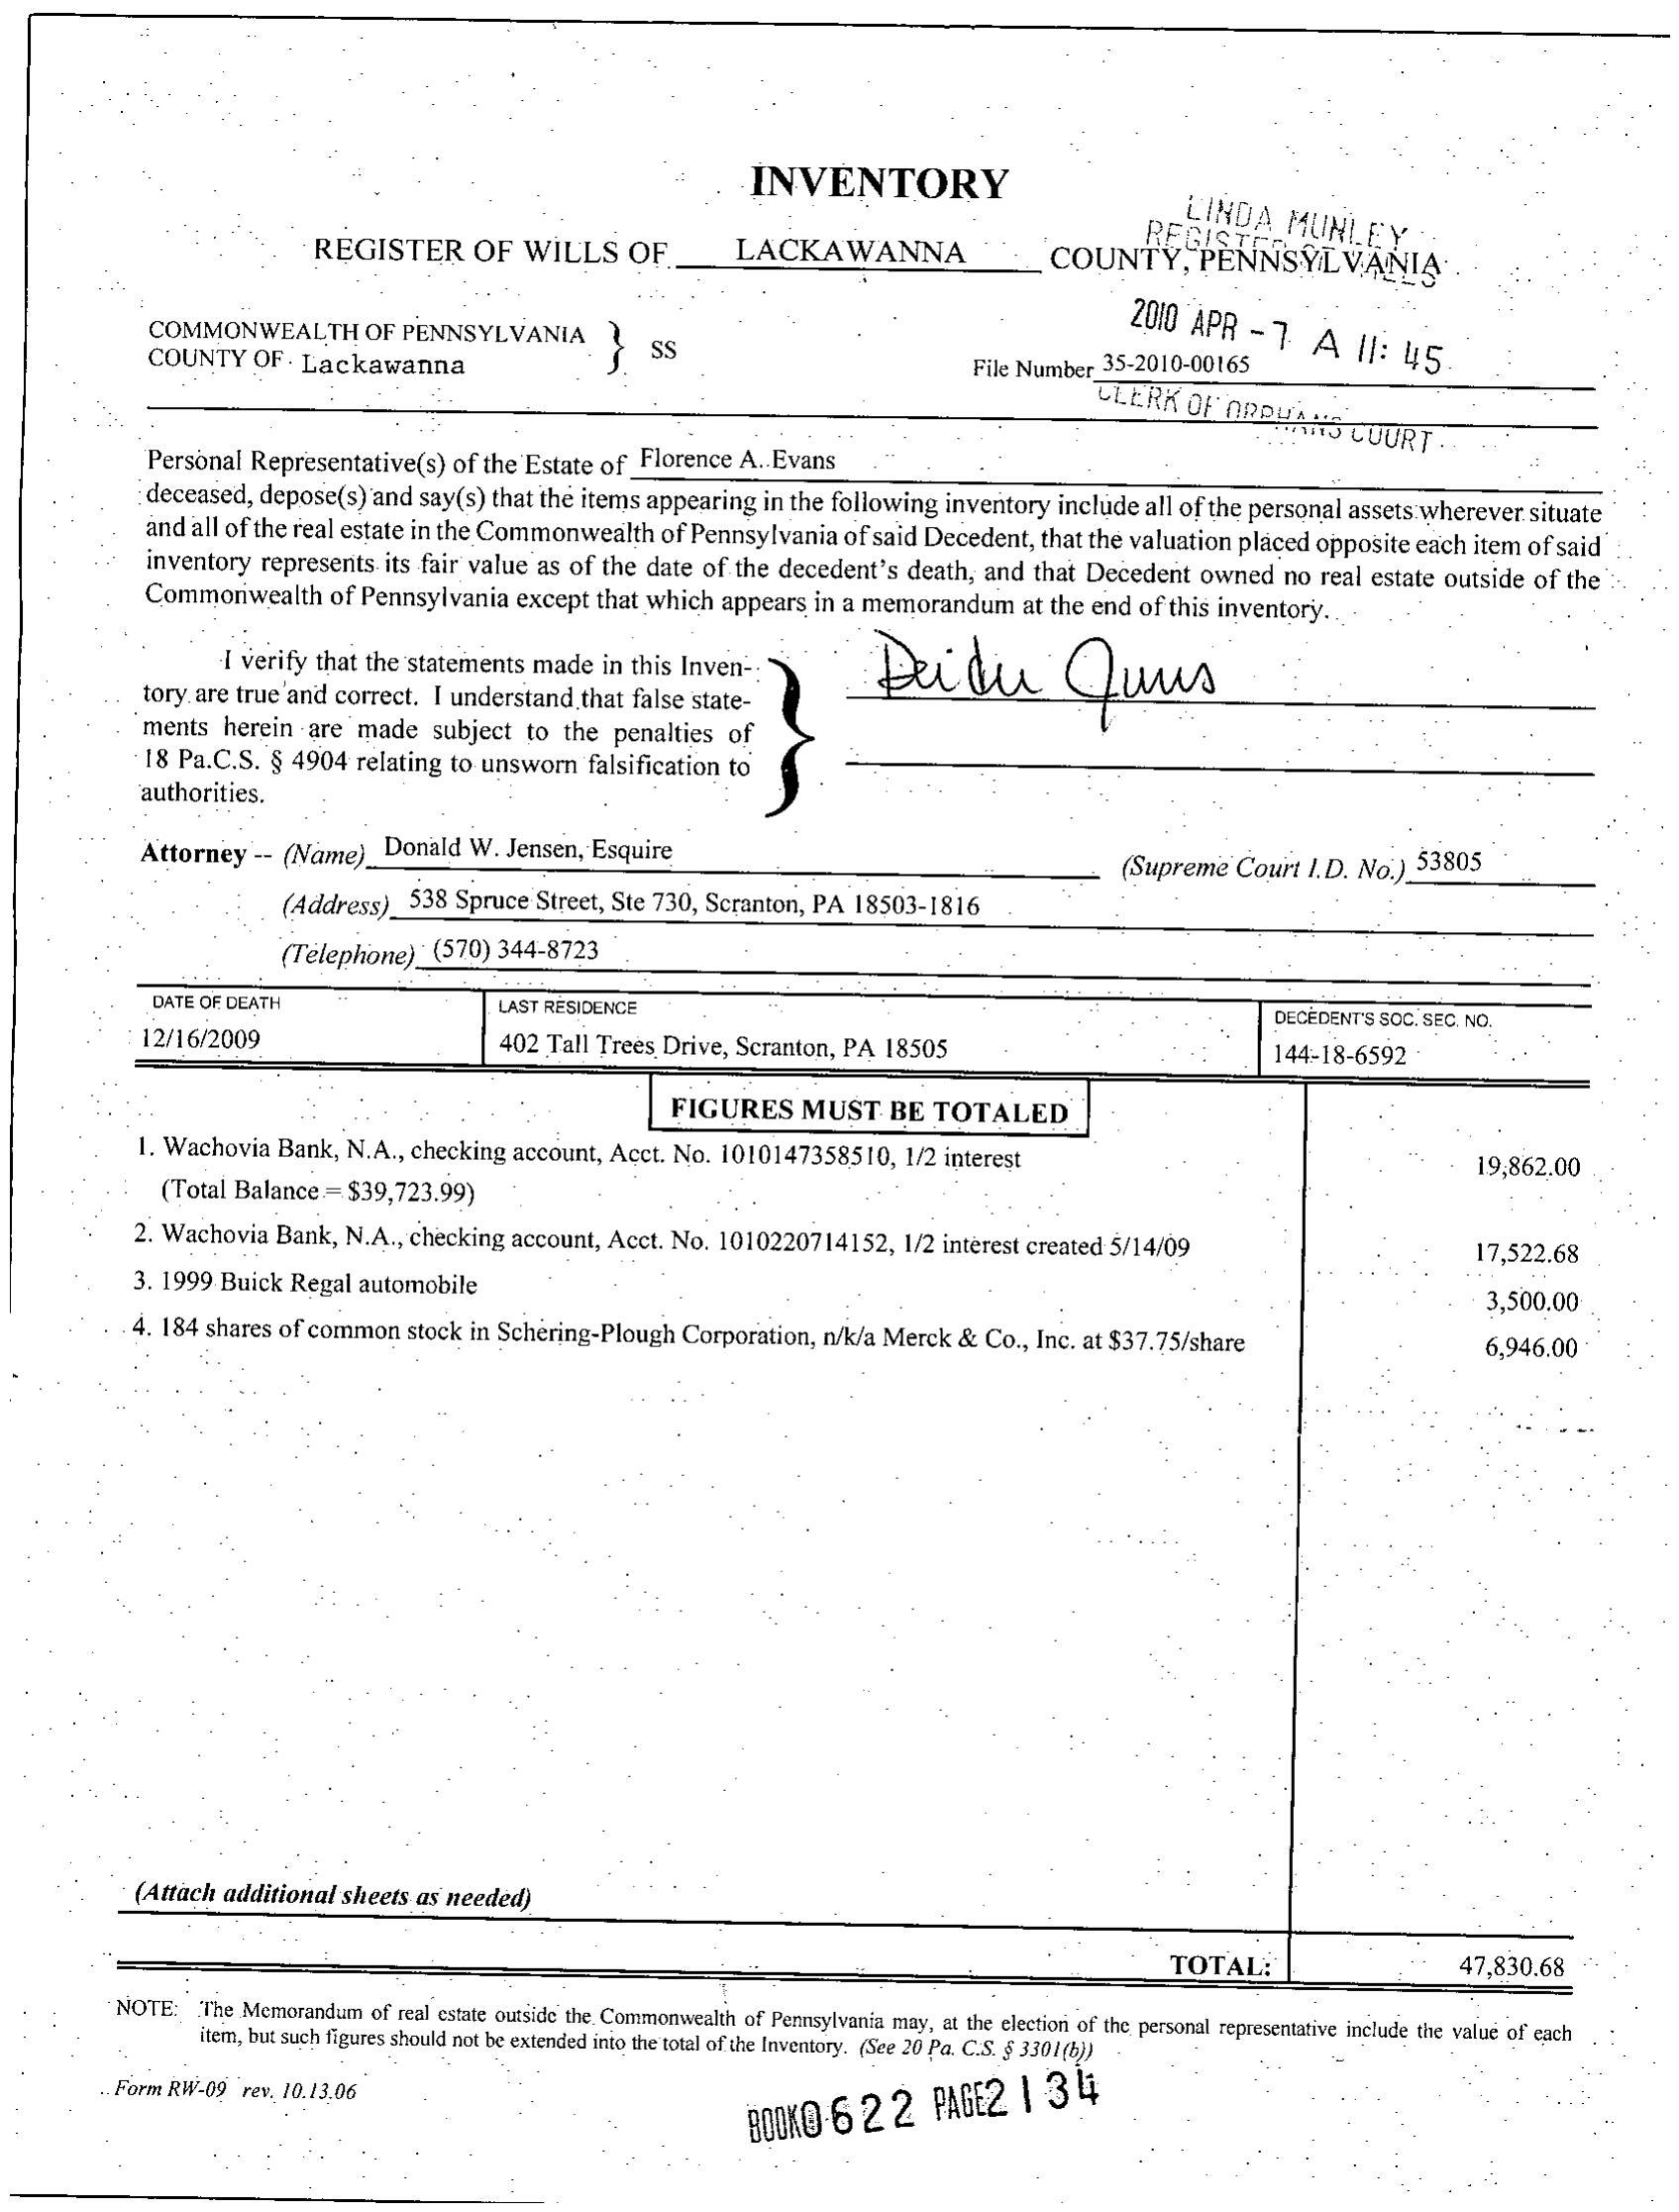 INVENTORY
LINDA MUNLEY
REGISTER OF WILLS OF LACKAWANNA COUNTY, PENNSYLVANIA
2010 APR -7 A 11: 45
COMMONWEALTH OF PENNSYLVANIA
COUNTY OF Lackawanna } SS
File Number 35-2010-00165
CLERK OF ORPHANS COURT
Personal Representative(s) of the Estate of Florence A. Evans
deceased, depose(s) and say(s) that the items appearing in the following inventory include all of the personal assets wherever situate
and all of the real estate in the Commonwealth of Pennsylvania of said Decedent, that the valuation placed opposite each item of said
inventory represents its fair value as of the date of the decedent's death, and that Decedent owned no real estate outside of the
Commonwealth of Pennsylvania except that which appears in a memorandum at the end of this inventory.
I verify that the statements made in this Inven-
tory are true and correct. I understand that false state-
ments herein are made subject to the penalties of
18 Pa.C.S. § 4904 relating to unsworn falsification to
authorities.
Attorney -- (Name) Donald W. Jensen, Esquire (Supreme Court I.D. No.) 53805
(Address) 538 Spruce Street, Ste 730, Scranton, PA 18503-1816
(Telephone) (570) 344-8723
DATE OF DEATH LAST RESIDENCE DECEDENT'S SOC. SEC. NO.
12/16/2009 402 Tall Trees Drive, Scranton, PA 18505 144-18-6592
FIGURES MUST BE TOTALED
1. Wachovia Bank, N.A., checking account, Acct. No. 1010147358510, 1/2 interest 19,862.00
(Total Balance = $39,723.99)
2. Wachovia Bank, N.A., checking account, Acct. No. 1010220714152, 1/2 interest created 5/14/09 17,522.68
3. 1999 Buick Regal automobile 3,500.00
4. 184 shares of common stock in Schering-Plough Corporation, n/k/a Merck & Co., Inc. at $37.75/share 6,946.00
(Attach additional sheets as needed)
TOTAL: 47,830.68
NOTE: The Memorandum of real estate outside the Commonwealth of Pennsylvania may, at the election of the personal representative include the value of each
item, but such figures should not be extended into the total of the Inventory. (See 20 Pa. C.S. § 3301(b))
Form RW-09 rev. 10.13.06
BOOK0622 PAGE2134